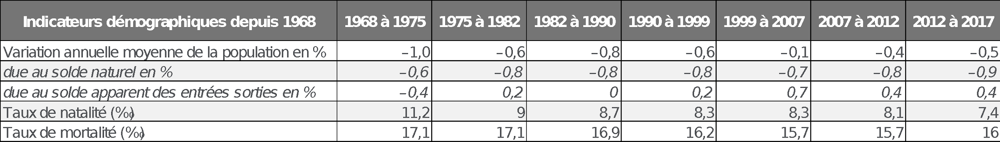 Indicateurs démographiques depuis 1968 1968 à 1975 1975 à 1982 1982 à 1990 1990 à 1999 1999 à 2007 2007 à 2012 2012 à 2017
Variation annuelle moyenne de la population en % –1,0 –0,6 –0,8 –0,6 –0,1 –0,4 –0,5
due au solde naturel en % –0,6 –0,8 –0,8 –0,8 –0,7 –0,8 –0,9
due au solde apparent des entrées sorties en % –0,4 0,2 0 0,2 0,7 0,4 0,4
Taux de natalité (‰) 11,2 9 8,7 8,3 8,3 8,1 7,4
Taux de mortalité (‰) 17,1 17,1 16,9 16,2 15,7 15,7 16